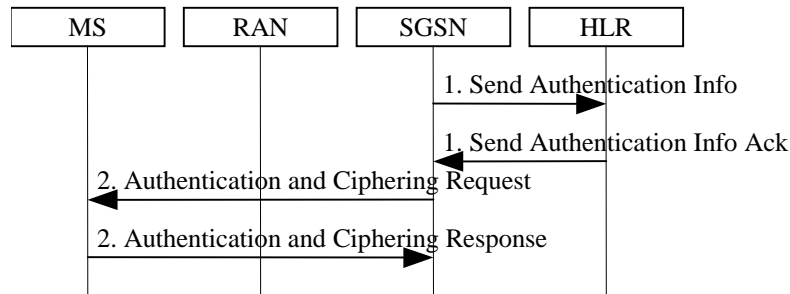 MS RAN SGSN HLR
1. Send Authentication Info
1. Send Authentication Info Ack
2. Authentication and Ciphering Request
2. Authentication and Ciphering Response